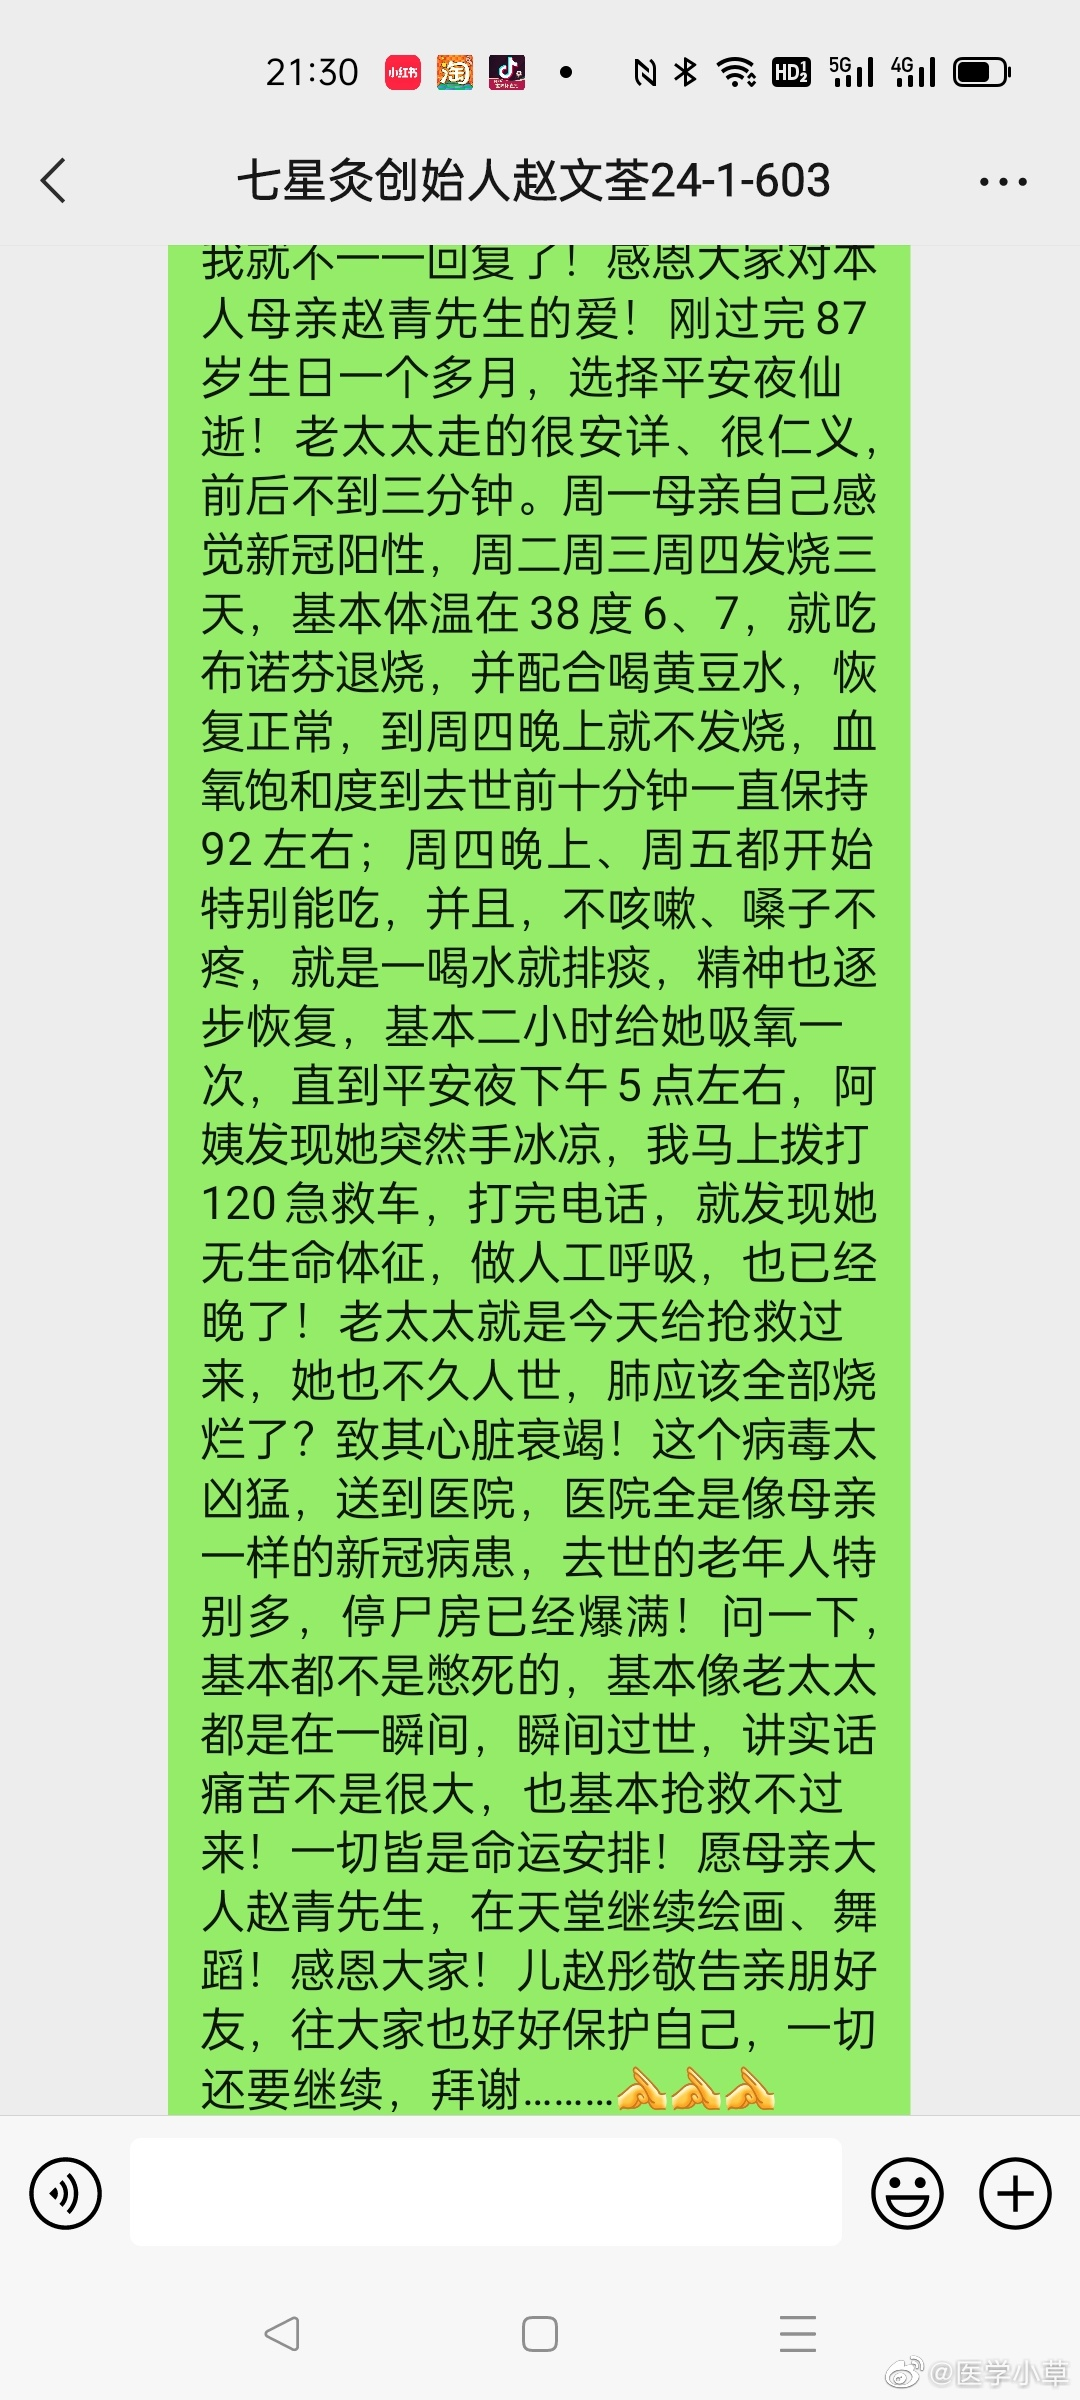 21:30
小红书
淘
HD 1 2
5G
4G
七星灸创始人赵文荃24-1-603
我就不一一回复了！感恩大家对本
人母亲赵青先生的爱！刚过完87
岁生日一个多月，选择平安夜仙
逝！老太太走的很安详、很仁义，
前后不到三分钟。周一母亲自己感
觉新冠阳性，周二周三周四发烧三
天，基本体温在38度6、7，就吃
布诺芬退烧，并配合喝黄豆水，恢
复正常，到周四晚上就不发烧，血
氧饱和度到去世前十分钟一直保持
92左右；周四晚上、周五都开始
特别能吃，并且，不咳嗽、嗓子不
疼，就是一喝水就排痰，精神也逐
步恢复，基本二小时给她吸氧一
次，直到平安夜下午5点左右，阿
姨发现她突然手冰凉，我马上拨打
120急救车，打完电话，就发现她
无生命体征，做人工呼吸，也已经
晚了！老太太就是今天给抢救过
来，她也不久人世，肺应该全部烧
烂了？致其心脏衰竭！这个病毒太
凶猛，送到医院，医院全是像母亲
一样的新冠病患，去世的老年人特
别多，停尸房已经爆满！问一下，
基本都不是憋死的，基本像老太太
都是在一瞬间，瞬间过世，讲实话
痛苦不是很大，也基本抢救不过
来！一切皆是命运安排！愿母亲大
人赵青先生，在天堂继续绘画、舞
蹈！感恩大家！儿赵彤敬告亲朋好
友，往大家也好好保护自己，一切
还要继续，拜谢………
@医学小草